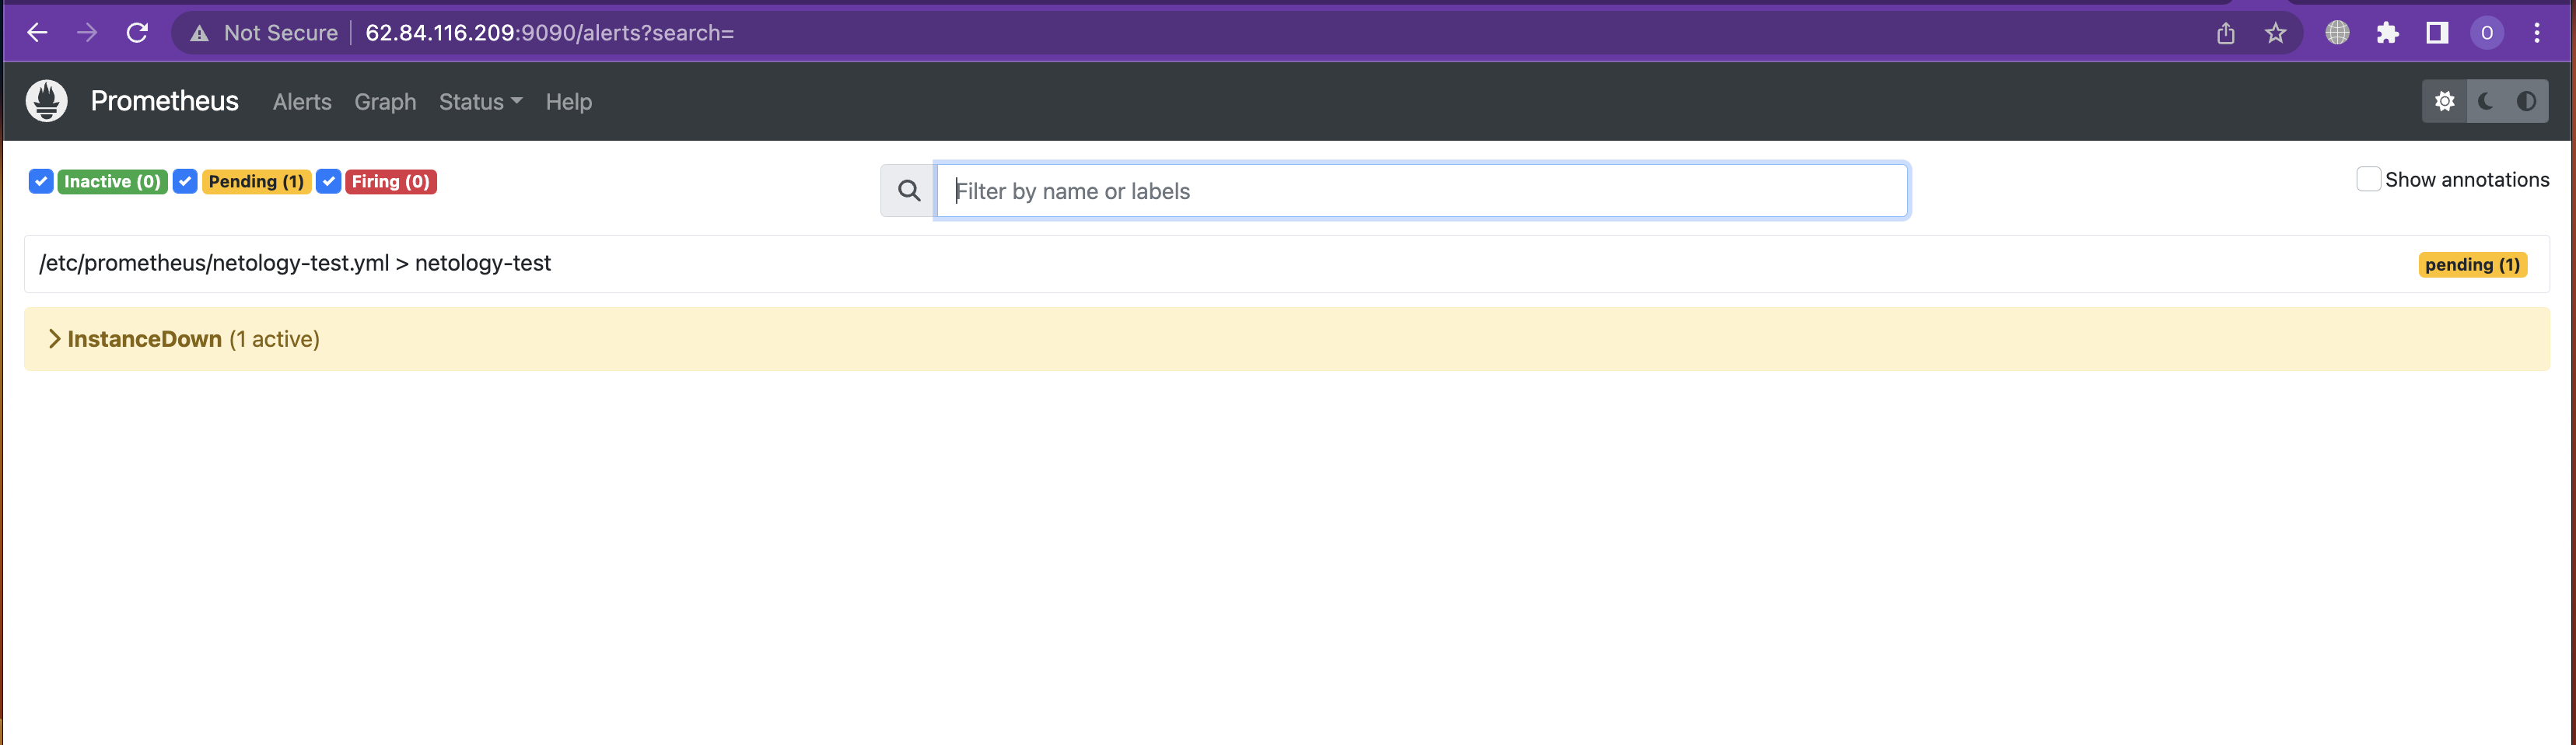 Not Secure 62.84.116.209:9090/alerts?search= O
Prometheus Alerts Graph Status Help
Inactive (0) Pending (1) Firing (0) Filter by name or labels Show annotations
/etc/prometheus/netology-test.yml > netology-test pending (1)
InstanceDown (1 active)